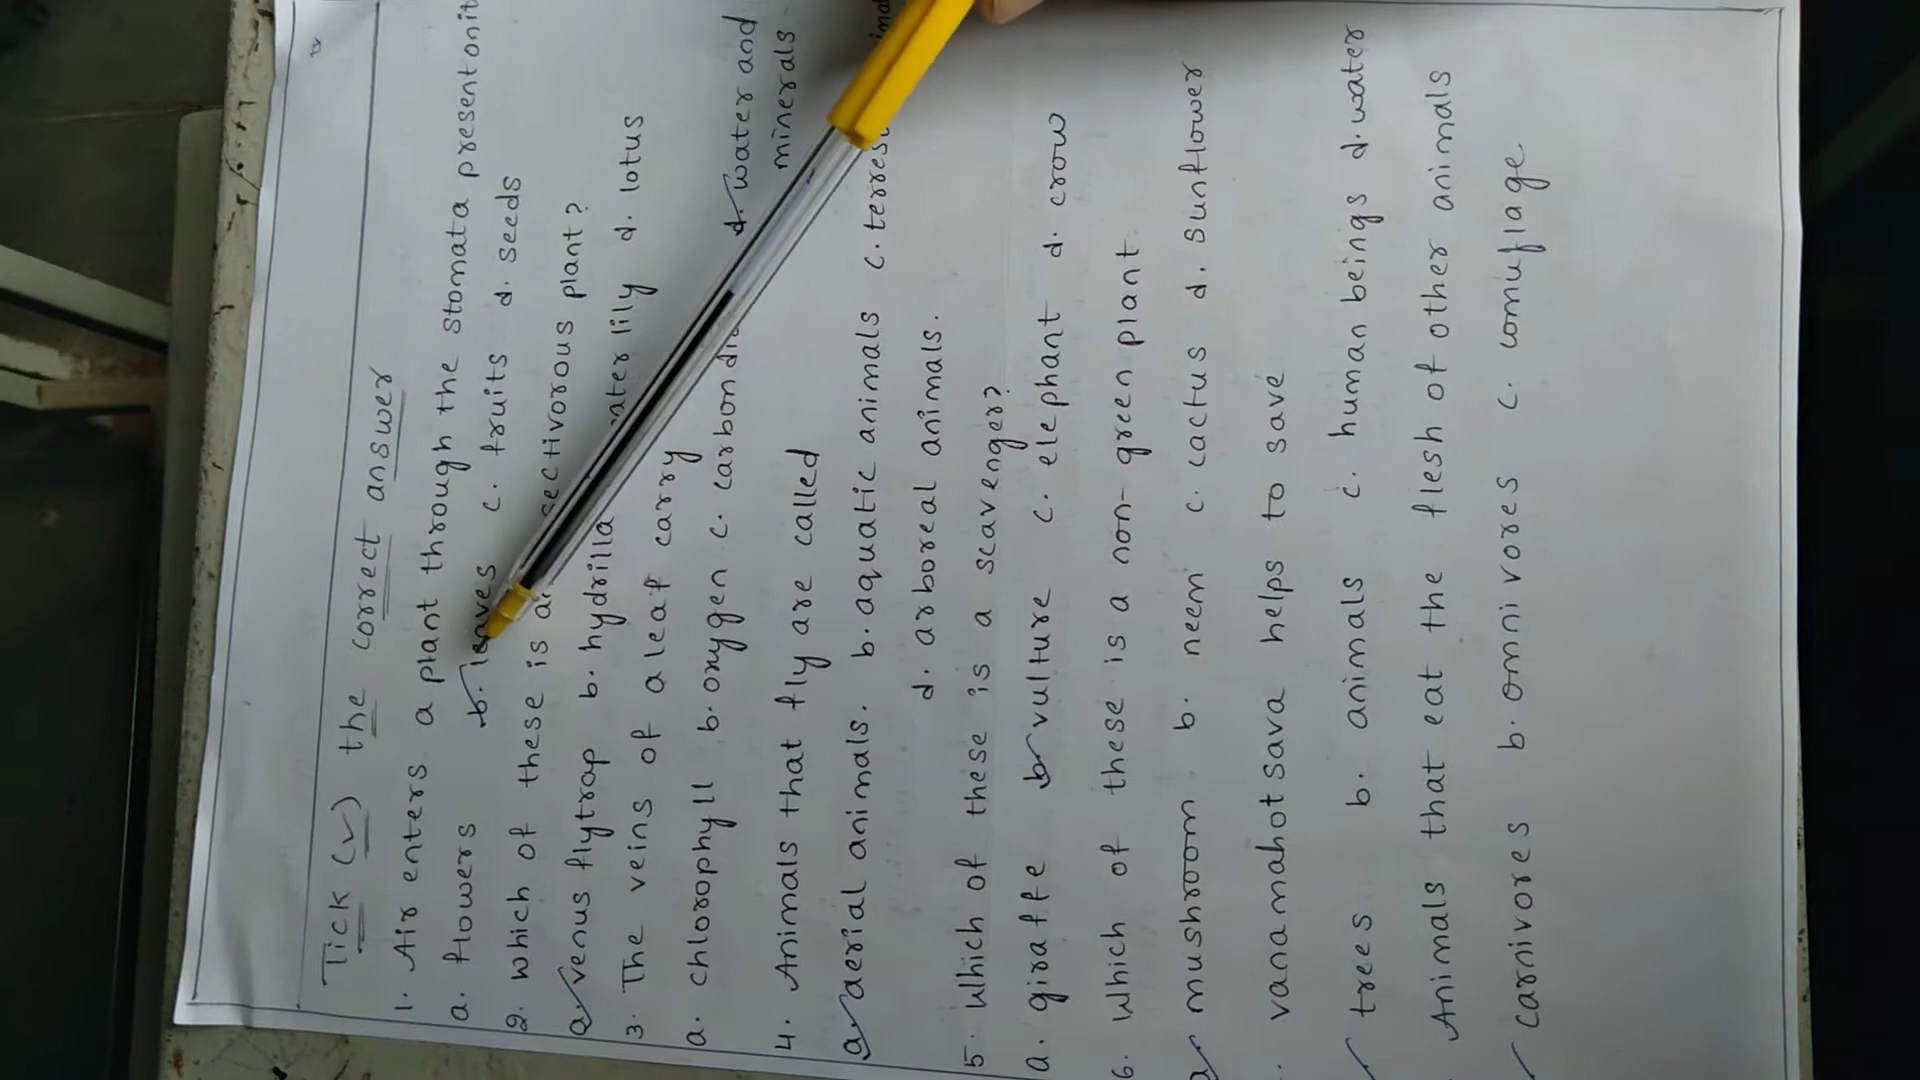 Tick (✓) the correct answer
1. Air enters a plant through the stomata present on it
a. flowers b. leaves c. fruits d. seeds
2. Which of these is an sectivorous plant?
a. venus flytrap b. hydrilla ater lily d. lotus
3. The veins of a leaf carry
a. chlorophyll b. oxygen c. carbon di d. water and
minerals
4. Animals that fly are called
a. aerial animals. b. aquatic animals c. terres
d. arboreal animals.
5. Which of these is a scavenger?
a. giraffe b. vulture c. elephant d. crow
6. Which of these is a non-green plant
a. mushroom b. neem c. cactus d. sunflower
vanamahotsava helps to save
trees b. animals c. human beings d. water
Animals that eat the flesh of other animals
carnivores b. omnivores c. comuflage